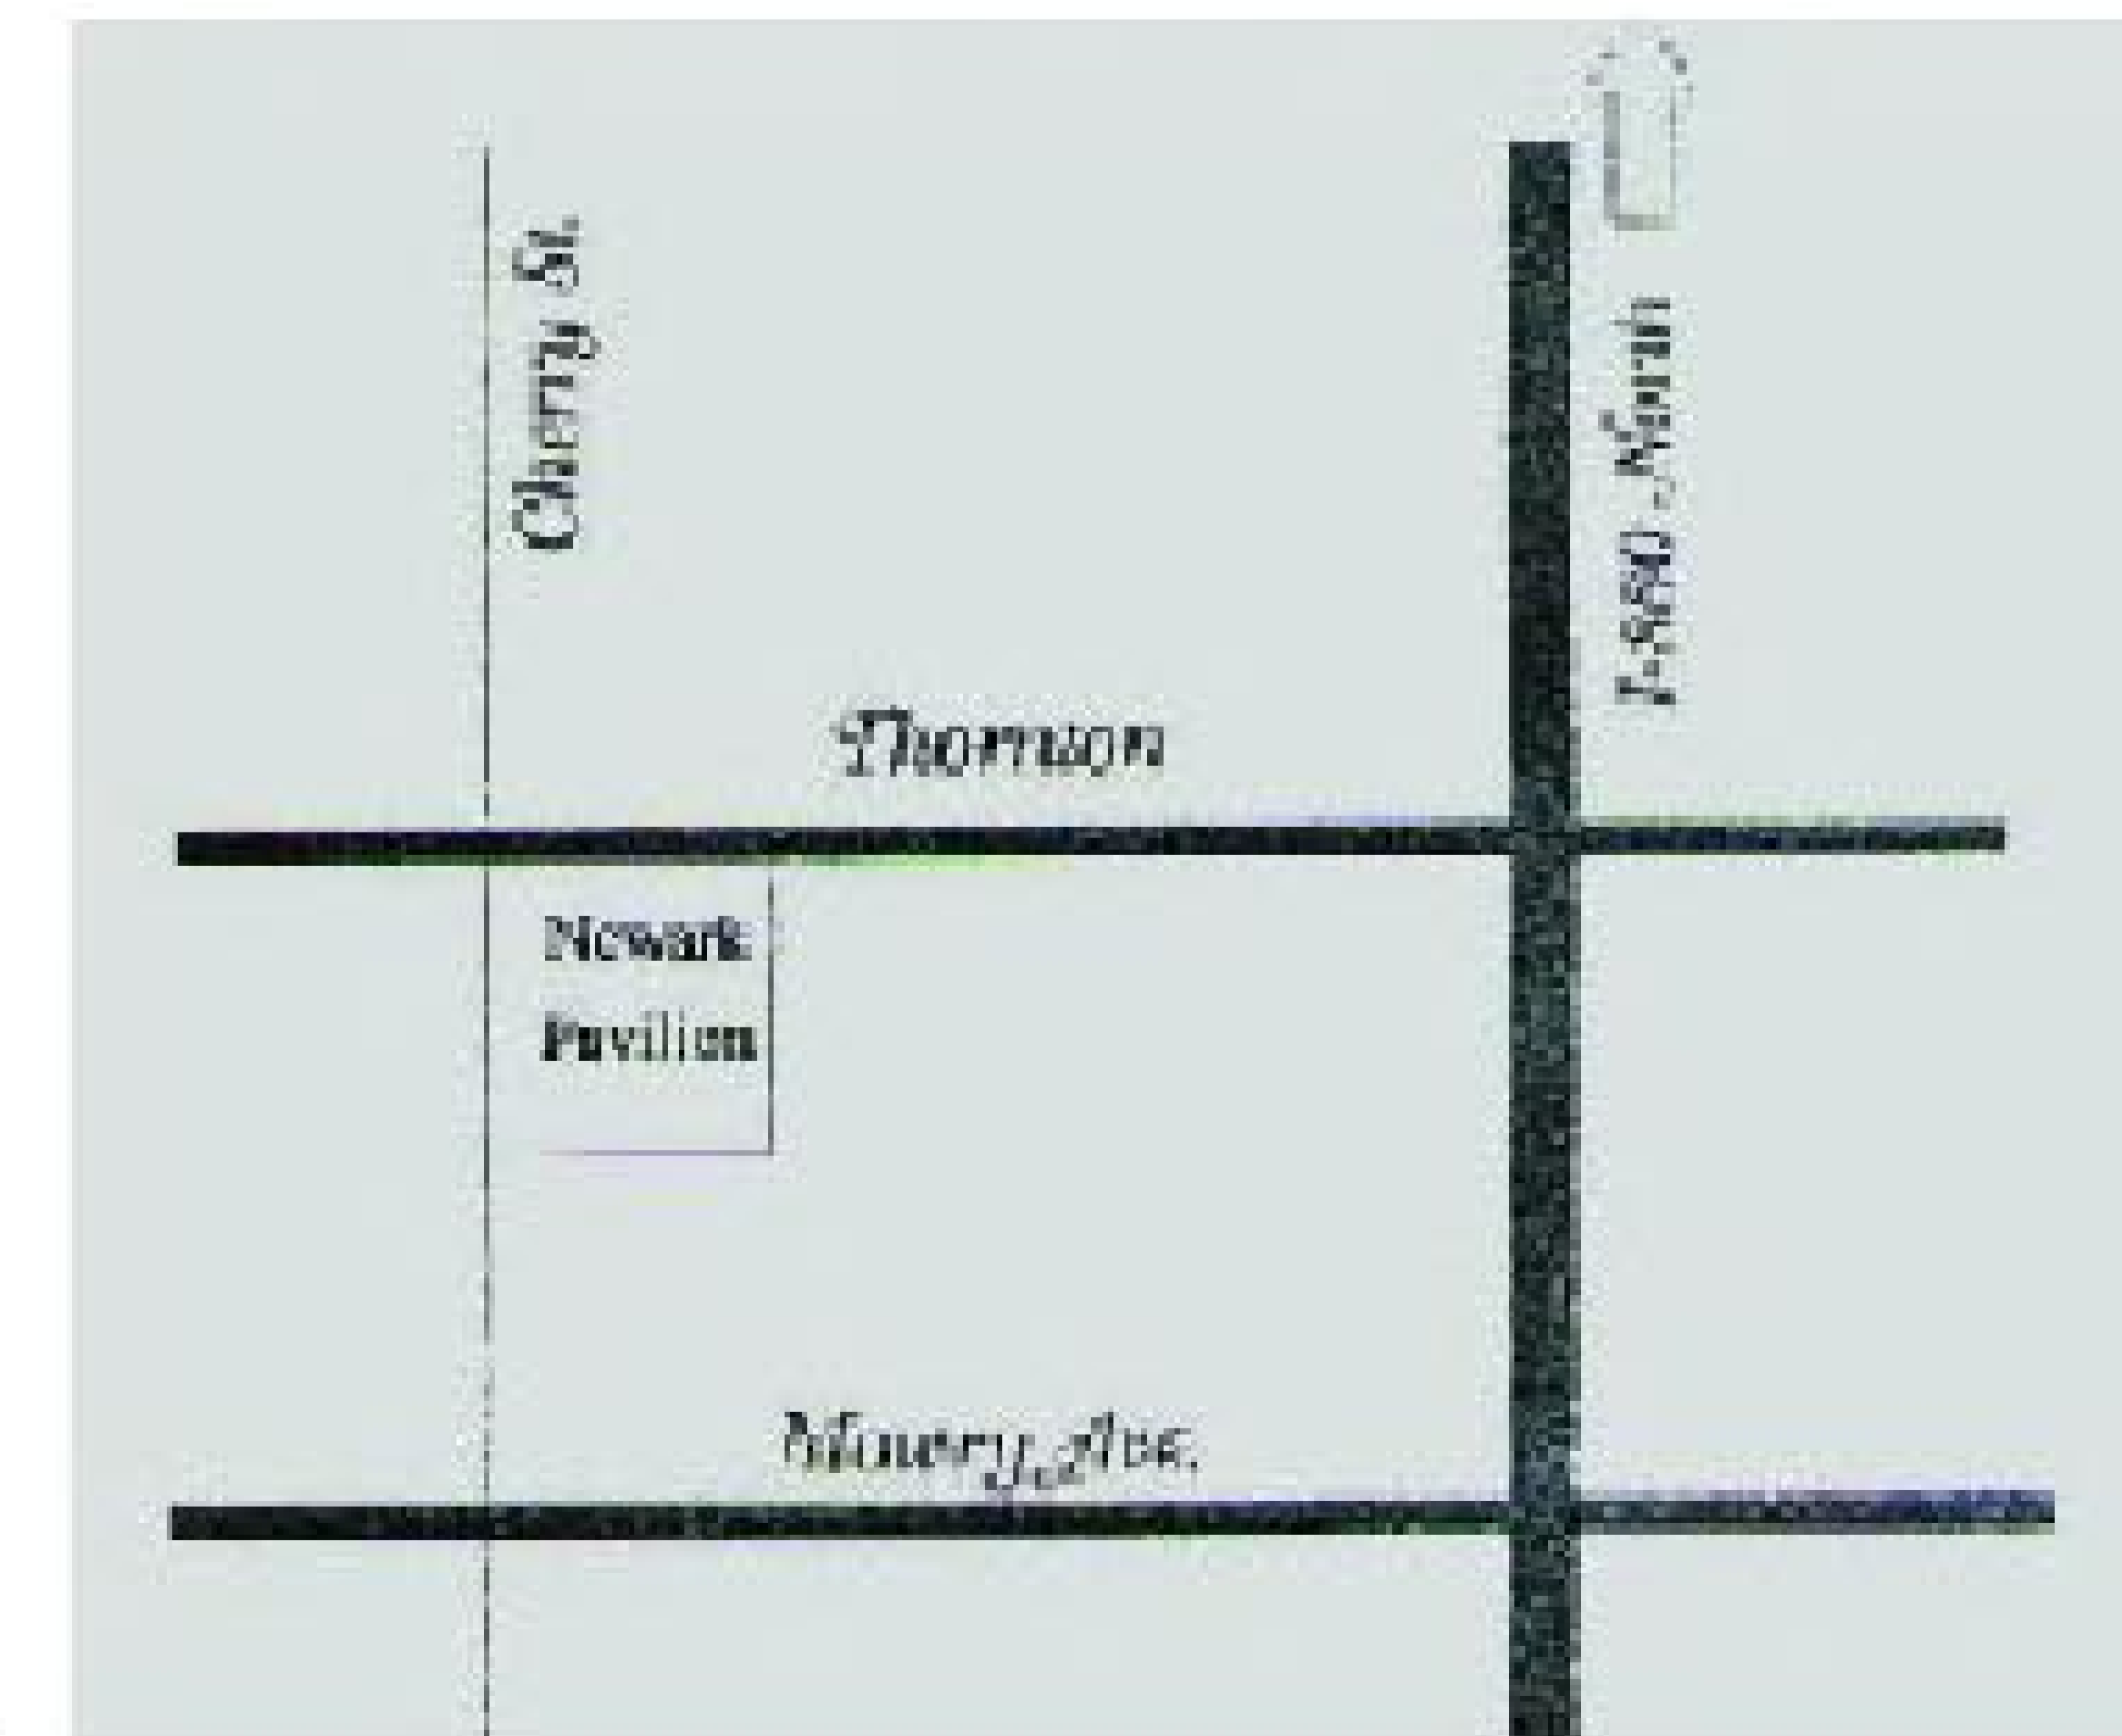 Cherry St.
I-880 North
Thornton
Newark
Pavilion
Mowry Ave.